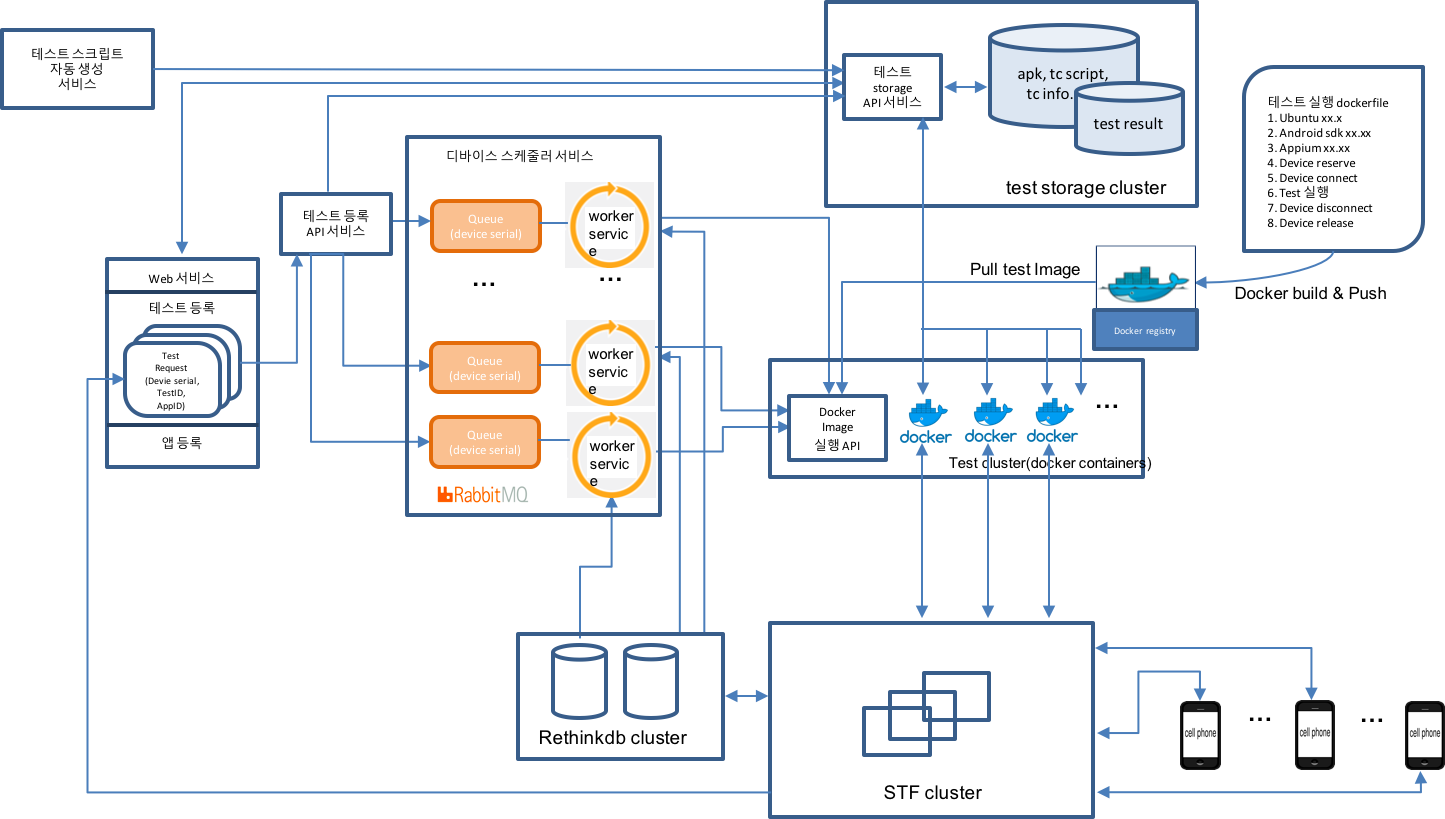 테스트 스크립트
자동 생성
서비스
테스트
storage
API 서비스
apk, tc script,
tc info.
test result
test storage cluster
테스트 실행 dockerfile
1. Ubuntu xx.x
2. Android sdk xx.xx
3. Appium xx.xx
4. Device reserve
5. Device connect
6. Test 실행
7. Device disconnect
8. Device release
디바이스 스케줄러 서비스
테스트 등록
API 서비스
Queue
(device serial)
worker
servic
e
...
...
Queue
(device serial)
worker
servic
e
Queue
(device serial)
worker
servic
e
RabbitMQ
Web 서비스
테스트 등록
Test
Request
(Devie serial,
TestID,
AppID)
앱 등록
Pull test Image
Docker build & Push
Docker registry
Docker
Image
실행 API
docker
docker
docker
...
Test cluster(docker containers)
Rethinkdb cluster
STF cluster
cell phone
...
cell phone
...
cell phone